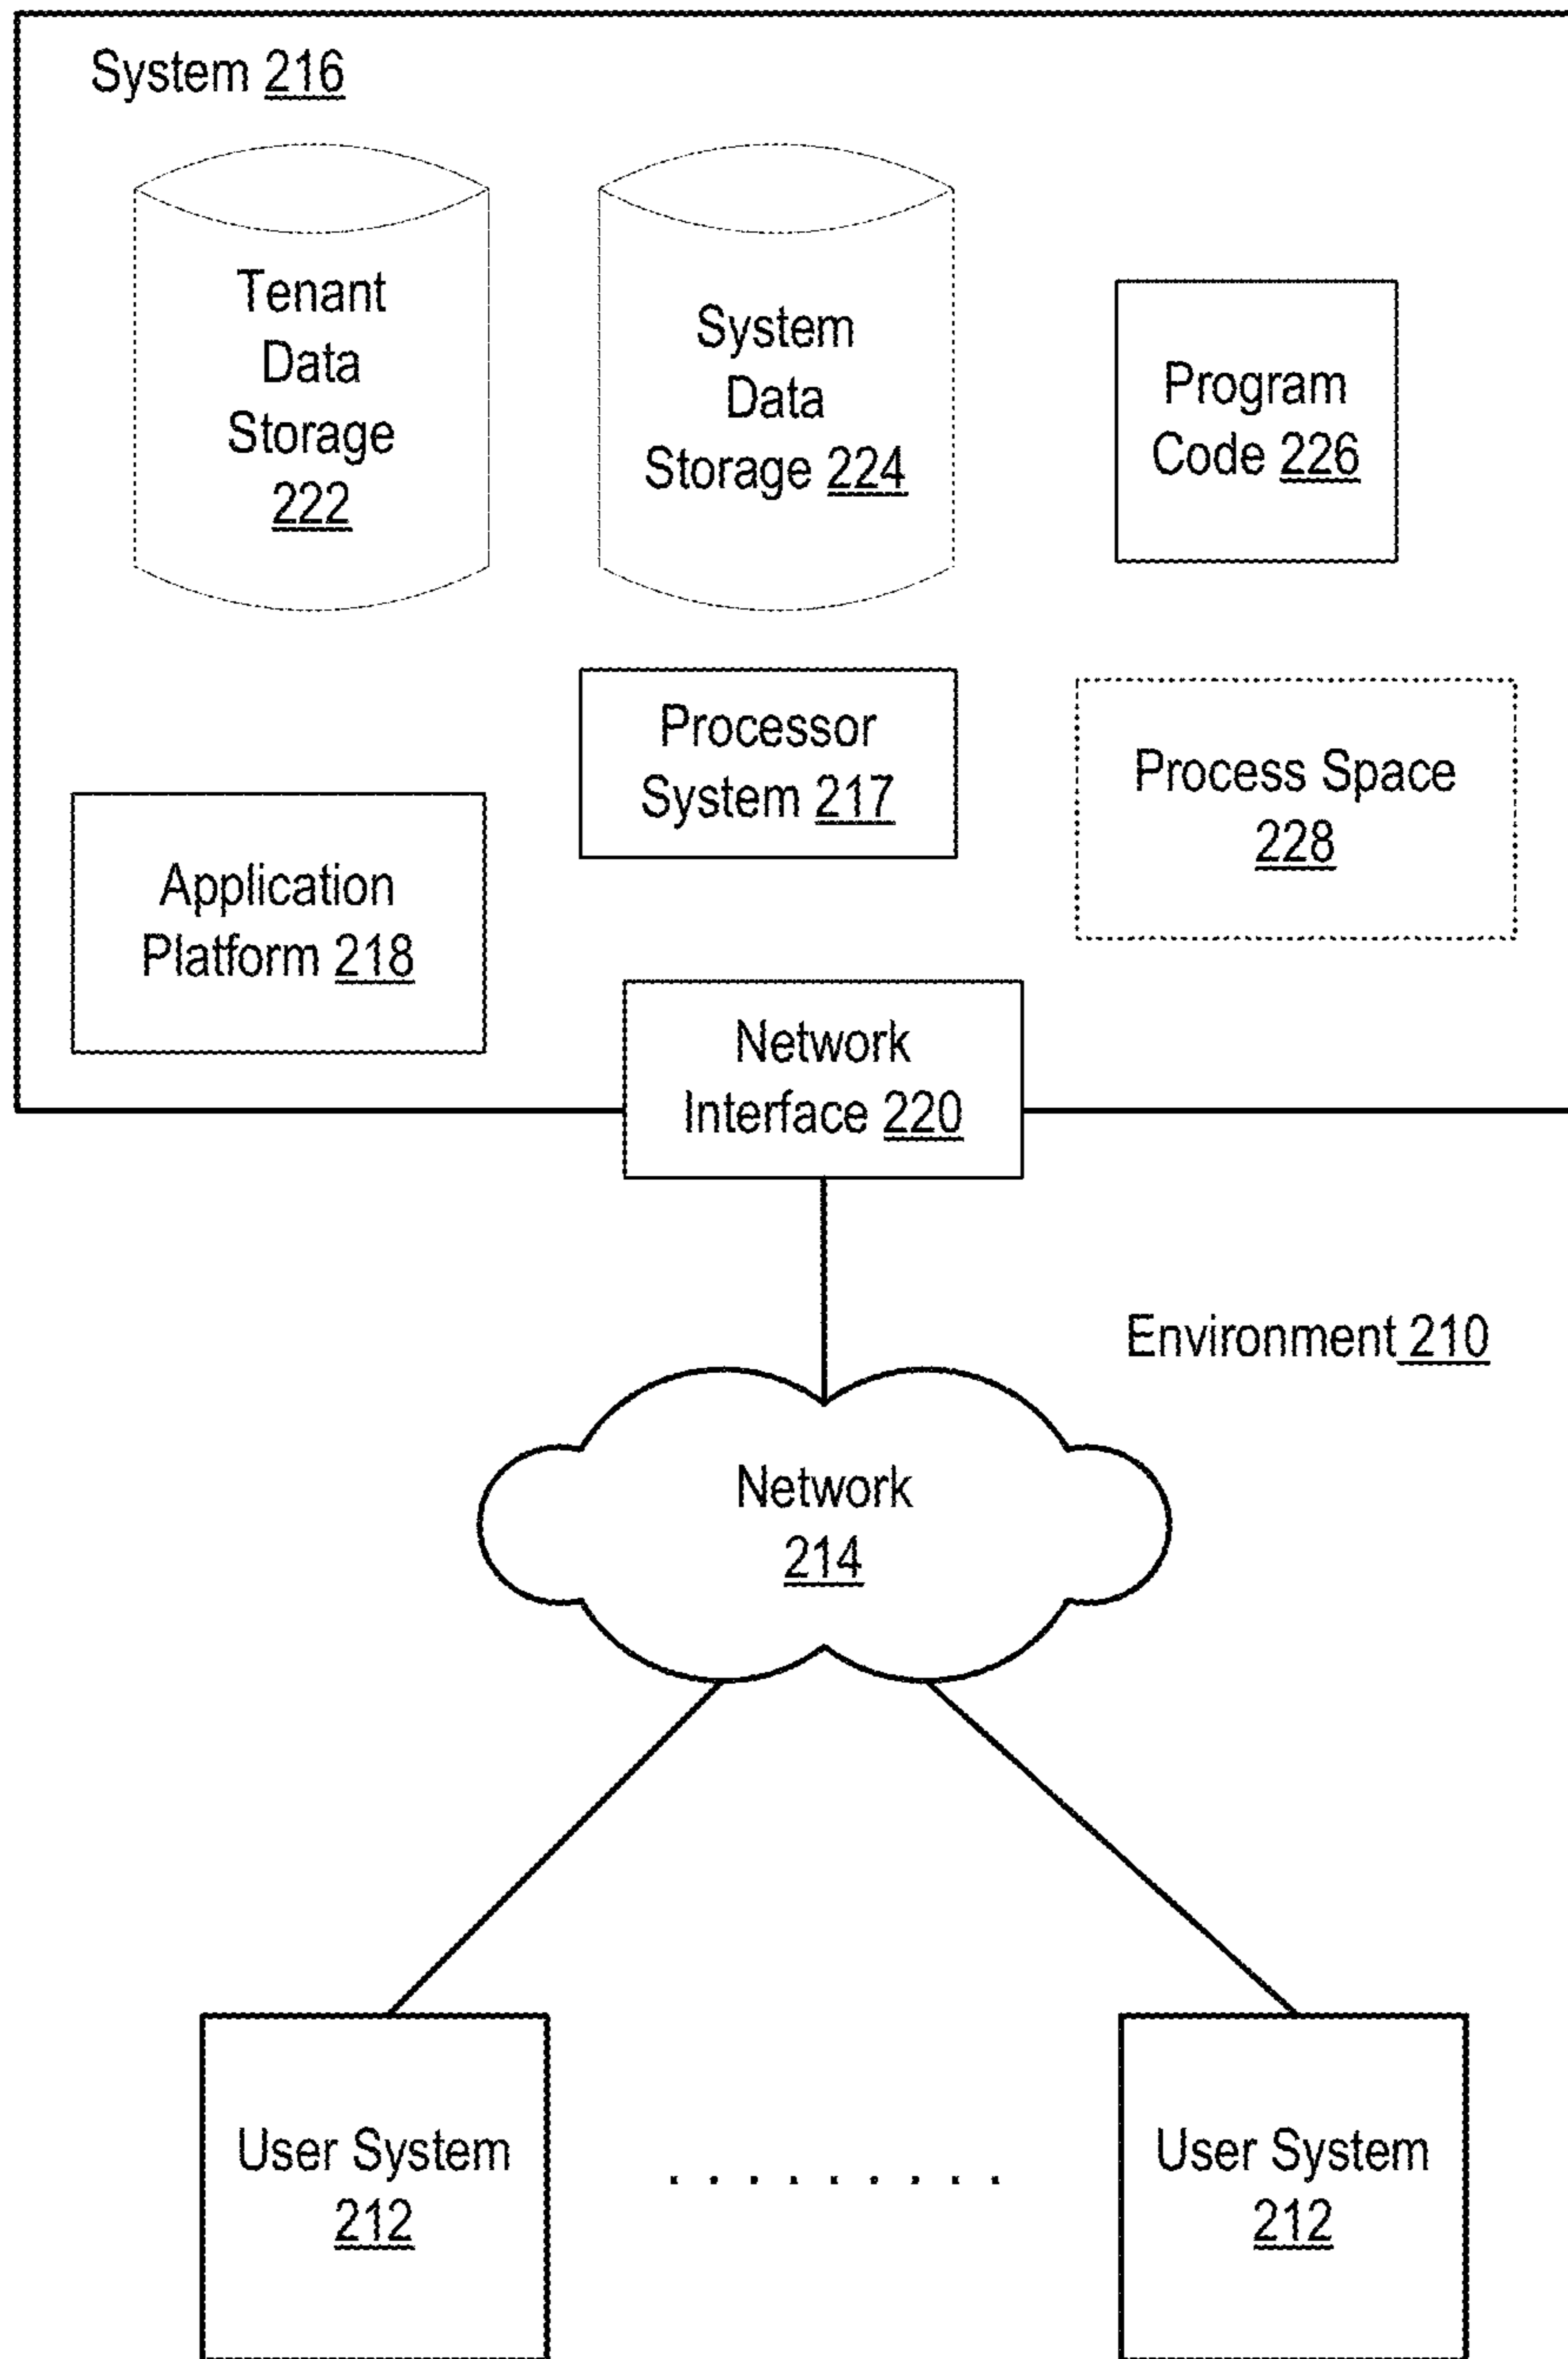 System 216
Tenant
Data
Storage
222
System
Data
Storage 224
Program
Code 226
Processor
System 217
Process Space
228
Application
Platform 218
Network
Interface 220
Environment 210
Network
214
User System
212
User System
212